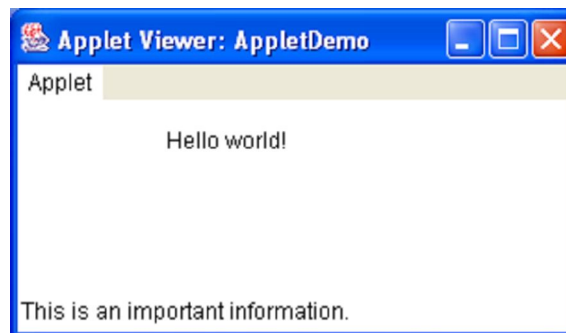 Applet Viewer: AppletDemo
Applet
Hello world!
This is an important information.